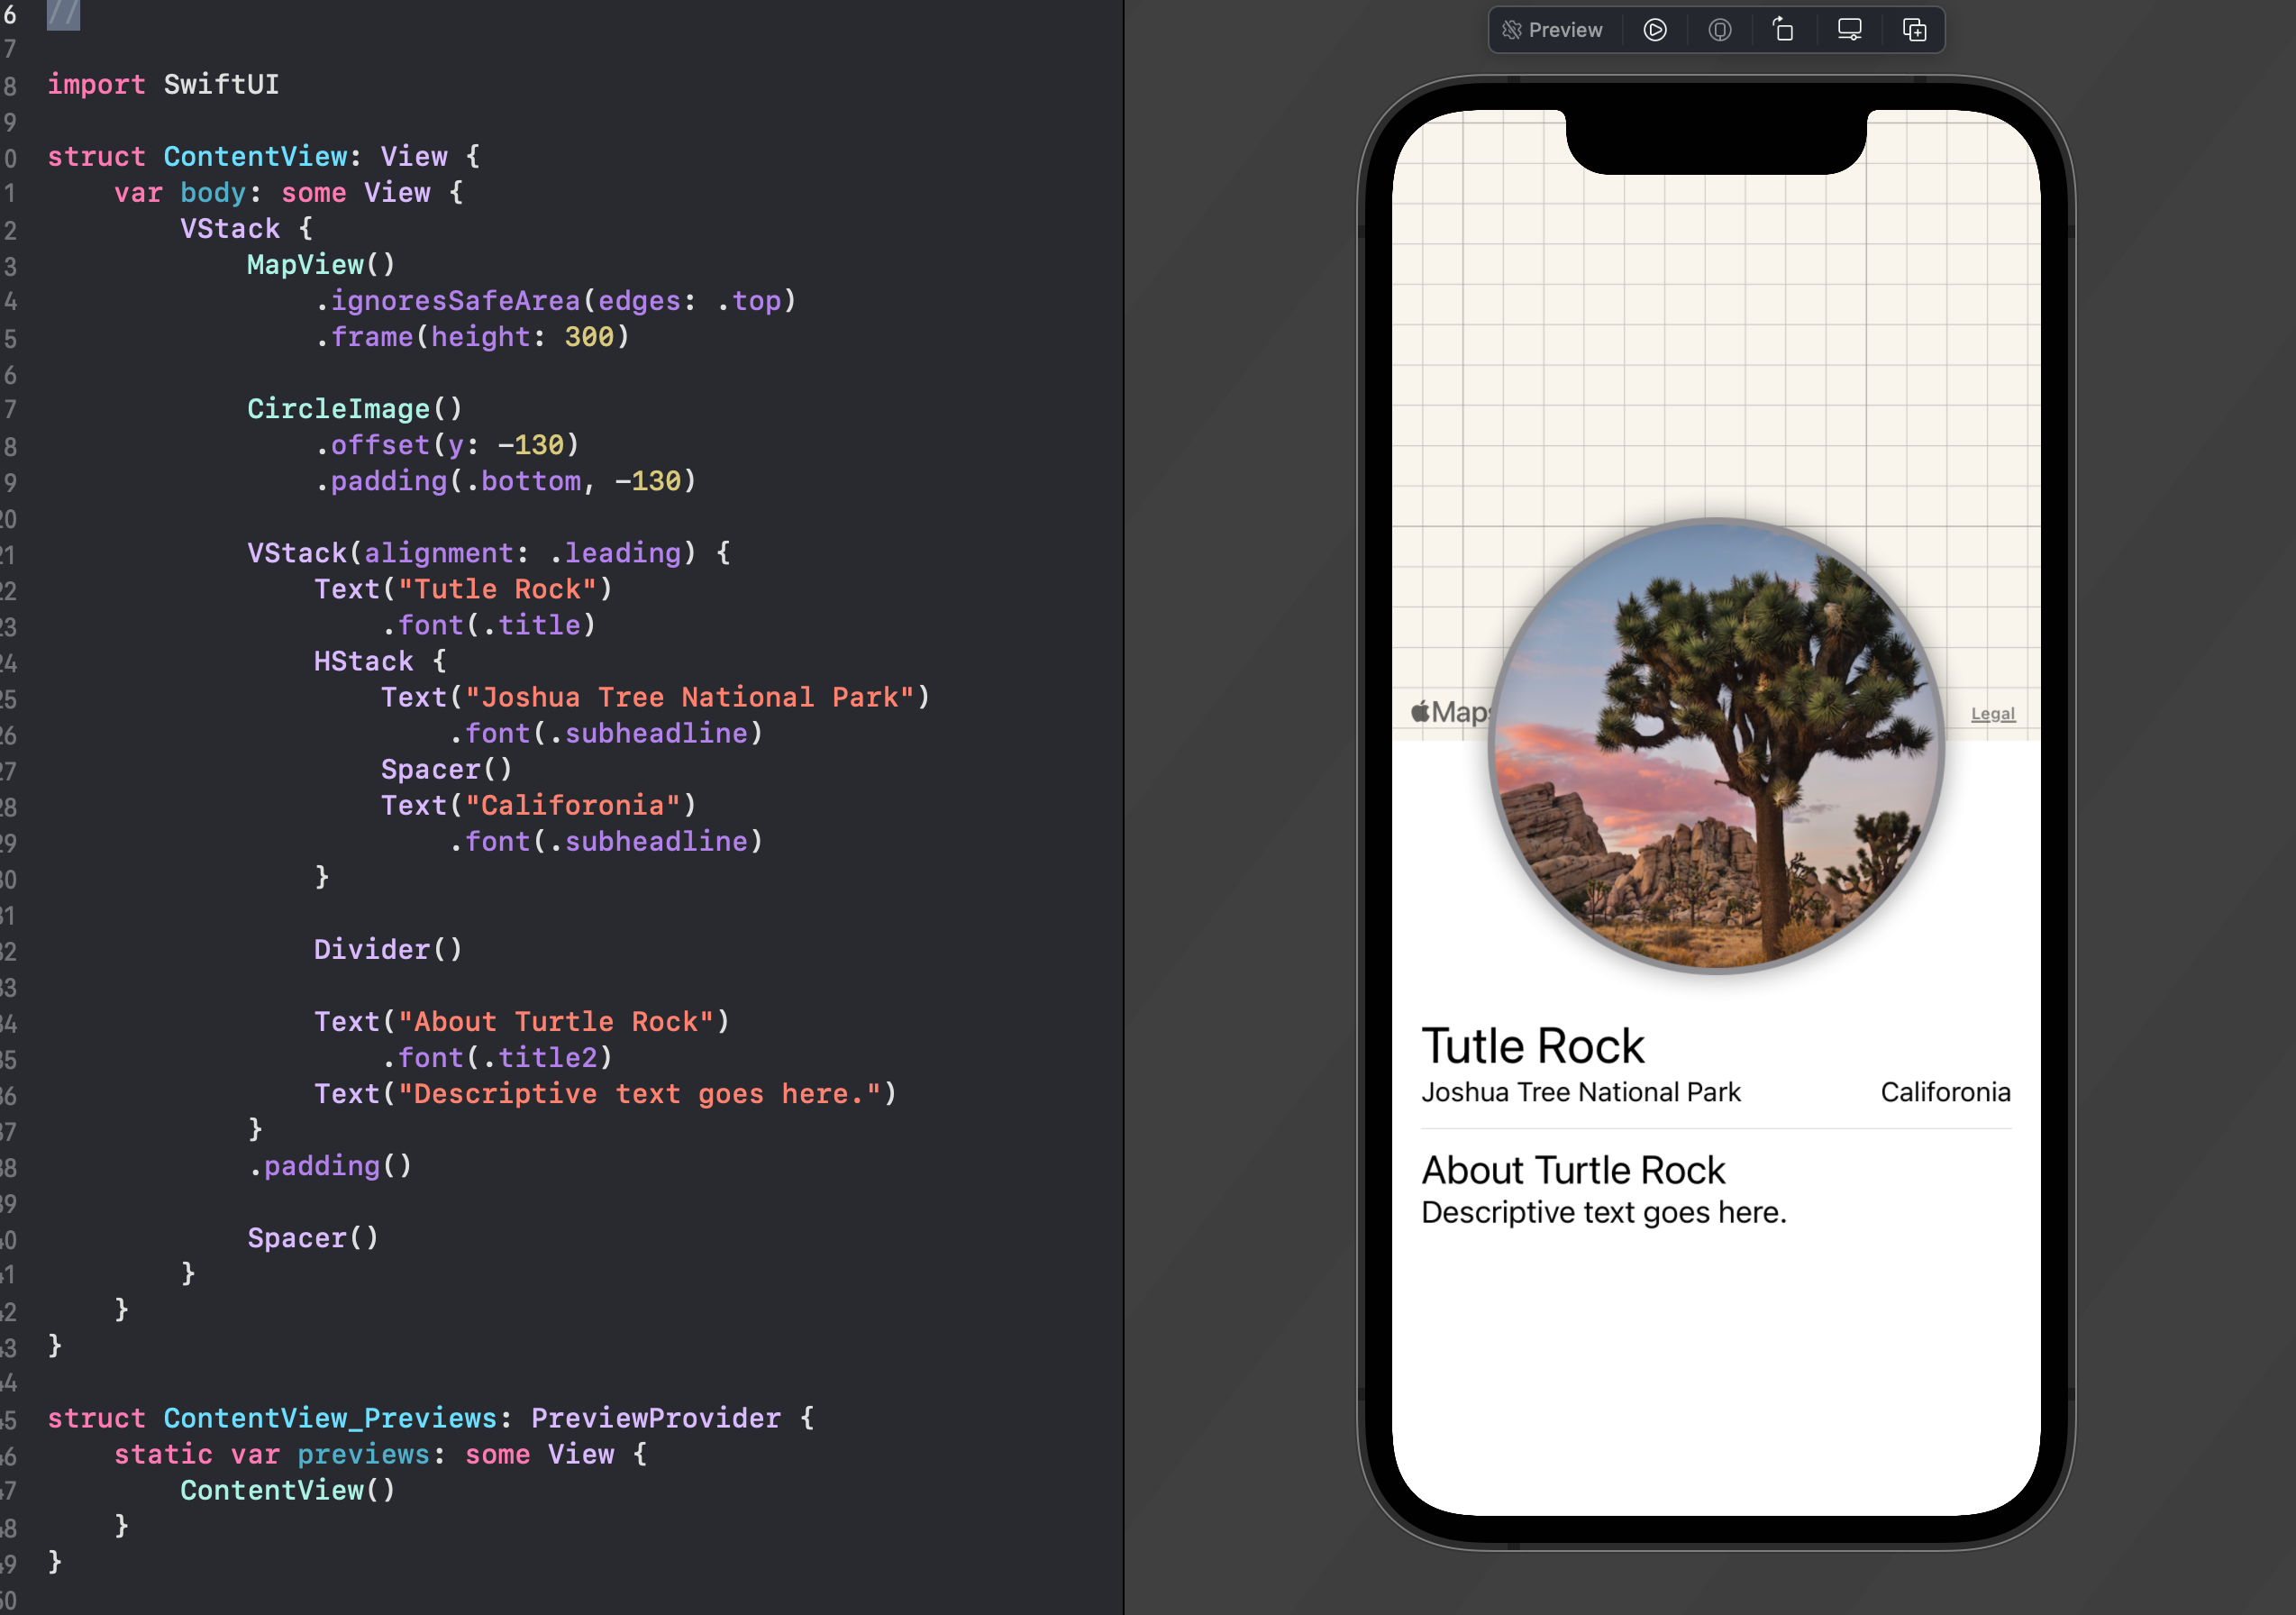 6 //
7
8 import SwiftUI
9
0 struct ContentView: View {
1 var body: some View {
2 VStack {
3 MapView()
4 .ignoresSafeArea(edges: .top)
5 .frame(height: 300)
6
7 CircleImage()
8 .offset(y: -130)
9 .padding(.bottom, -130)
20
21 VStack(alignment: .leading) {
22 Text("Tutle Rock")
23 .font(.title)
24 HStack {
25 Text("Joshua Tree National Park")
26 .font(.subheadline)
27 Spacer()
28 Text("Califoronia")
29 .font(.subheadline)
30 }
31
32 Divider()
33
34 Text("About Turtle Rock")
35 .font(.title2)
36 Text("Descriptive text goes here.")
37 }
38 .padding()
39
40 Spacer()
41 }
42 }
43 }
44
45 struct ContentView_Previews: PreviewProvider {
46 static var previews: some View {
47 ContentView()
48 }
49 }
50
Preview
Maps
Legal
Tutle Rock
Joshua Tree National Park Califoronia
About Turtle Rock
Descriptive text goes here.